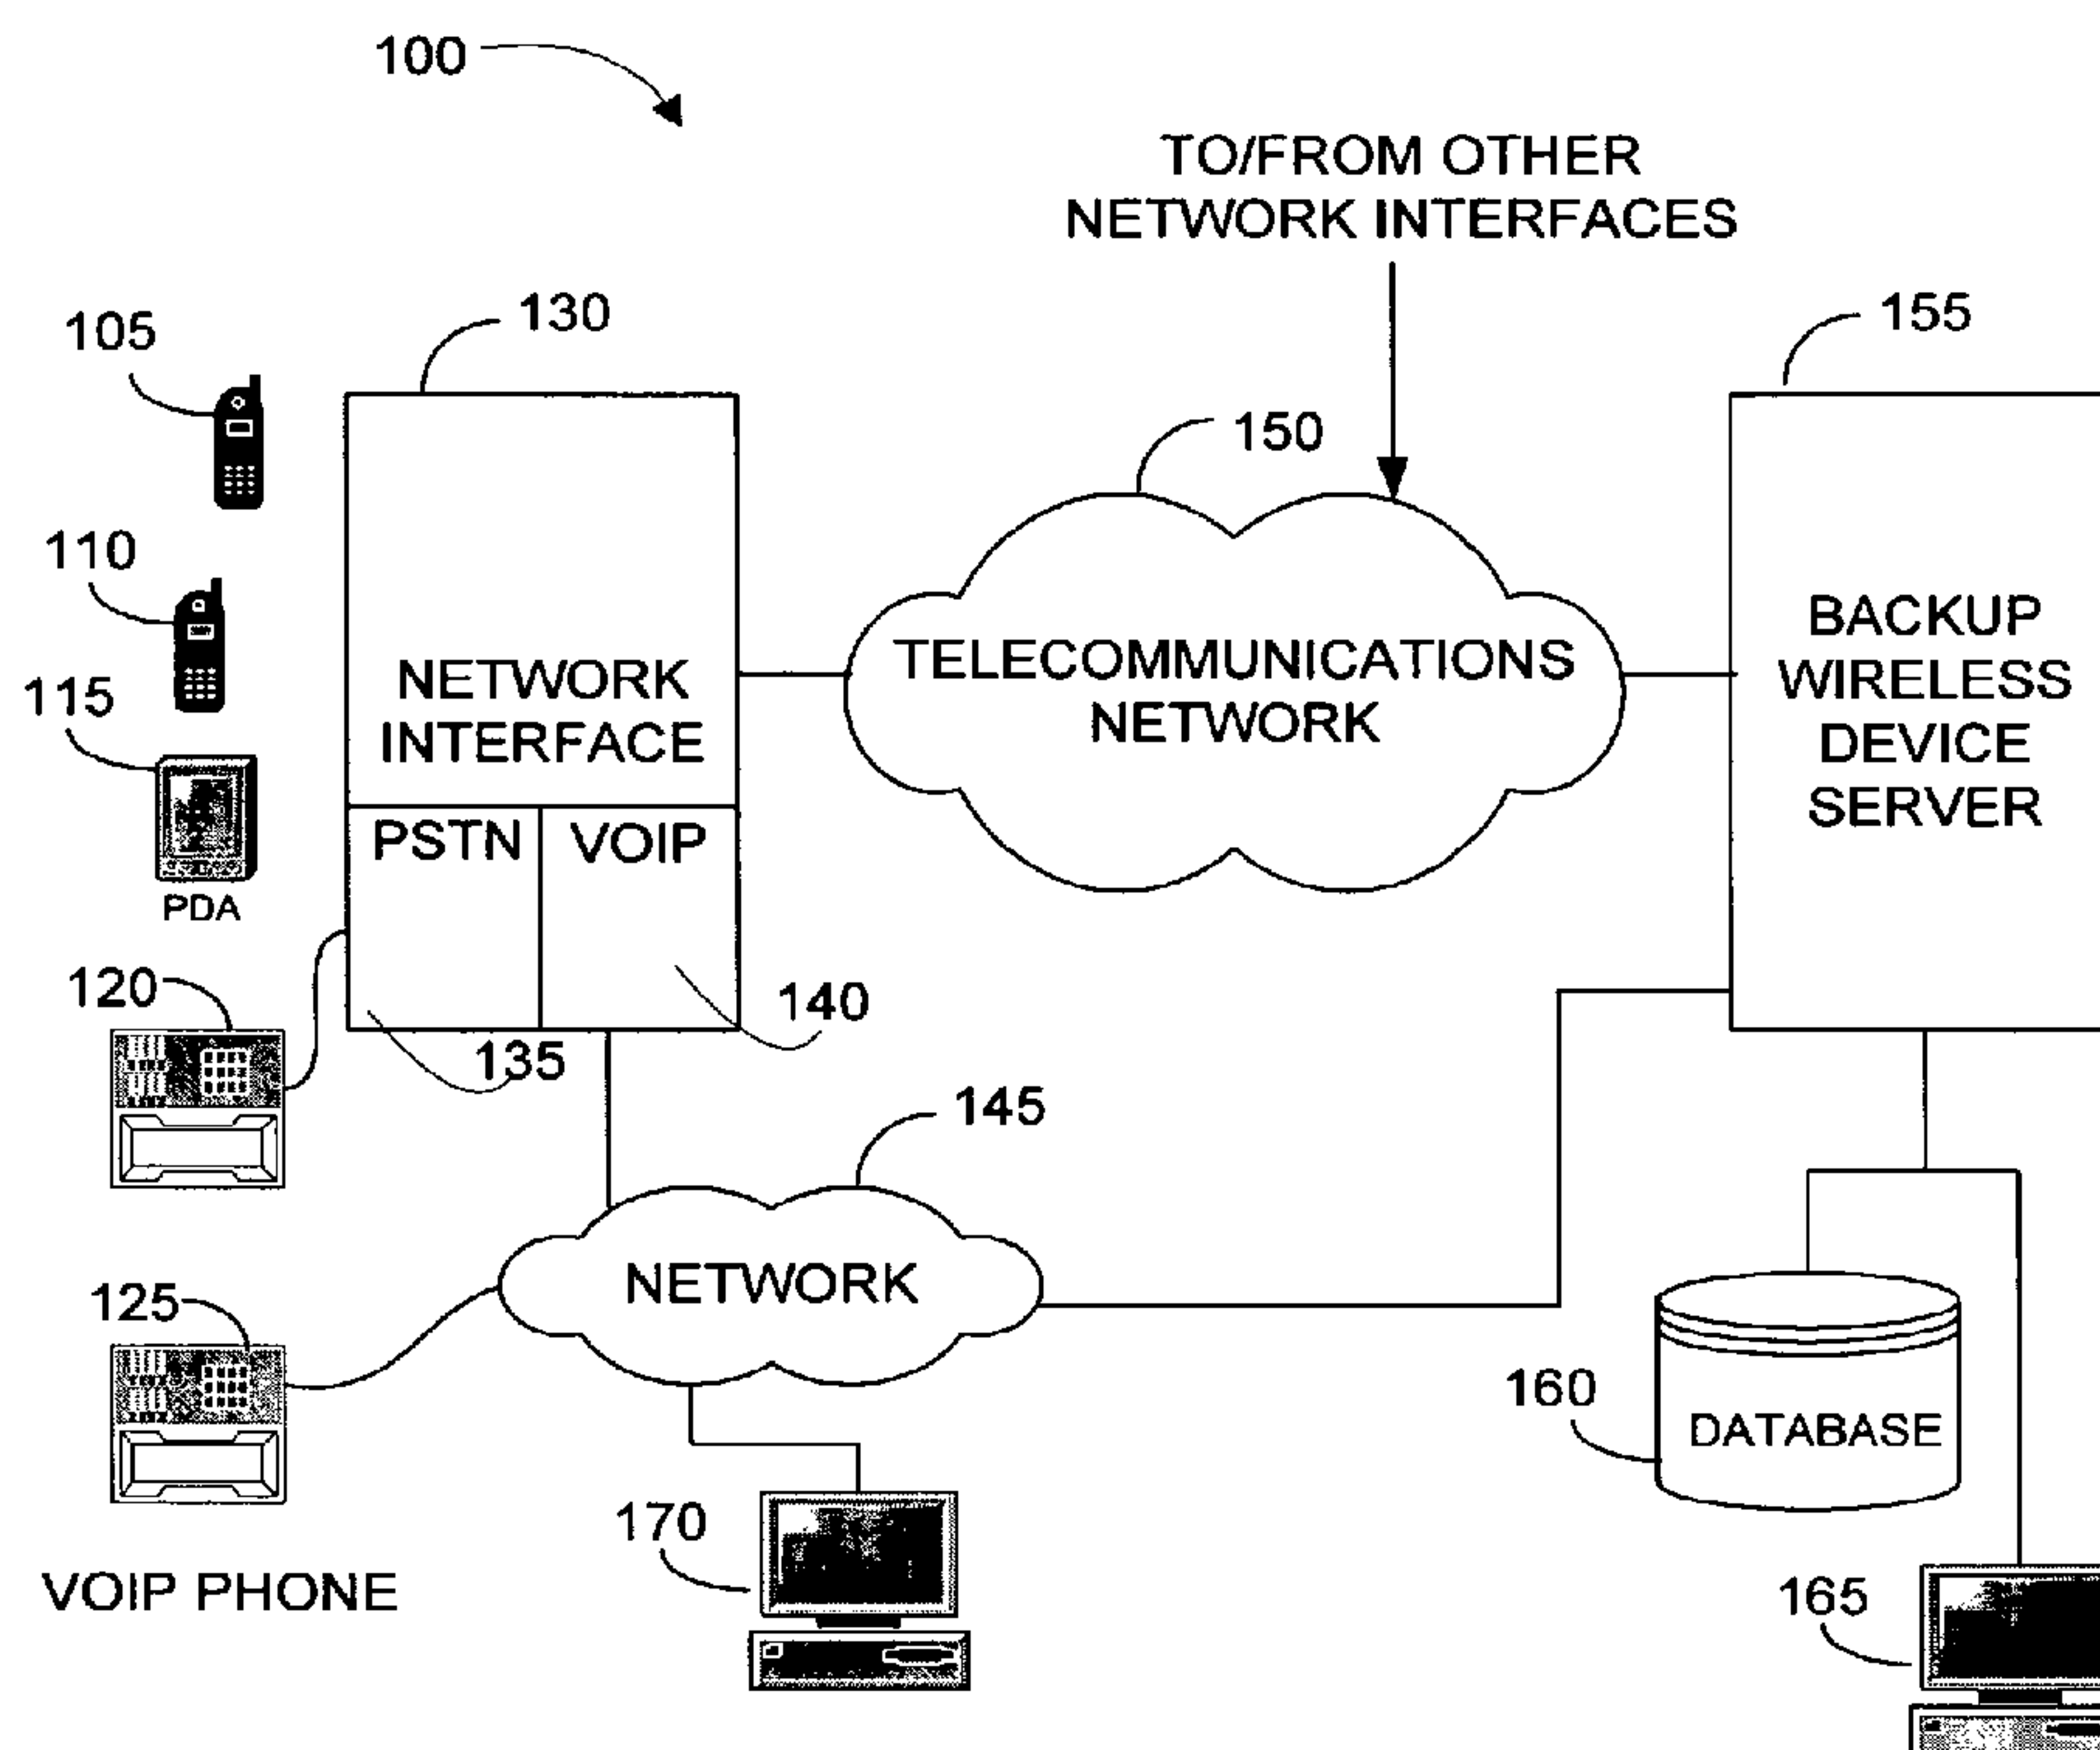 100
TO/FROM OTHER
NETWORK INTERFACES
105
130
155
150
110
115
NETWORK
INTERFACE
TELECOMMUNICATIONS
NETWORK
BACKUP
WIRELESS
DEVICE
SERVER
PSTN
VOIP
PDA
120
140
135
145
125
NETWORK
160
DATABASE
170
VOIP PHONE
165